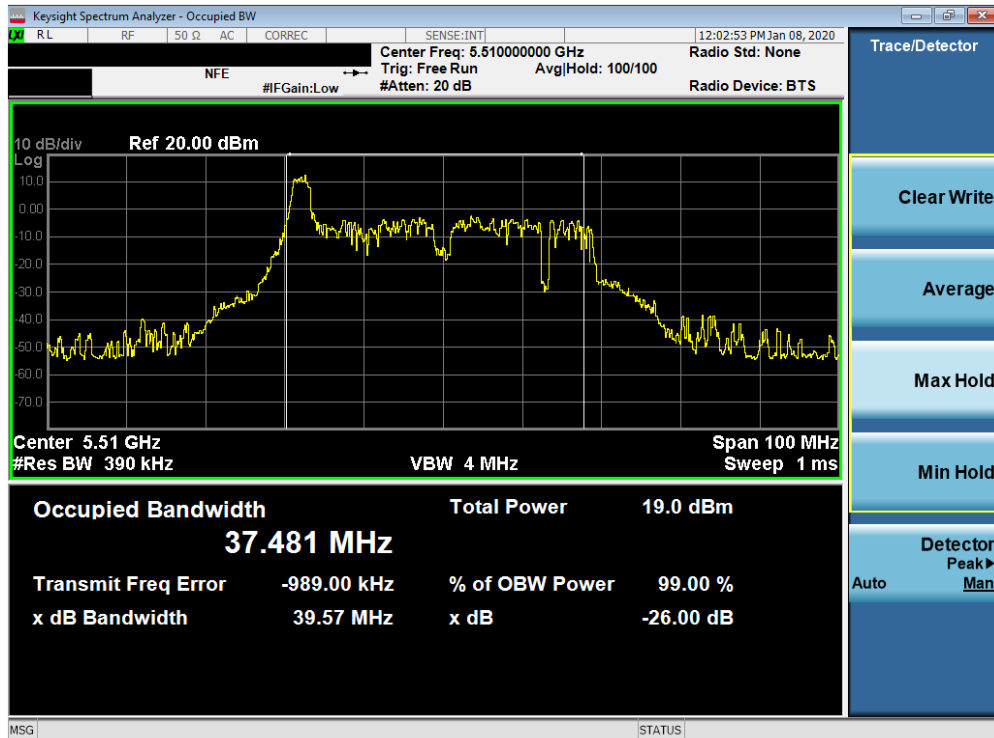 Keysight Spectrum Analyzer - Occupied BW
LXI RL RF 50 Ω AC CORREC SENSE:INT 12:02:53 PM Jan 08, 2020
Center Freq: 5.510000000 GHz Radio Std: None
NFE Trig: Free Run Avg|Hold: 100/100
#IFGain:Low #Atten: 20 dB Radio Device: BTS
Trace/Detector
10 dB/div Ref 20.00 dBm
Log
10.0
0.00
-10.0
-20.0
-30.0
-40.0
-50.0
-60.0
-70.0
Center 5.51 GHz Span 100 MHz
#Res BW 390 kHz VBW 4 MHz Sweep 1 ms
Occupied Bandwidth Total Power 19.0 dBm
37.481 MHz
Transmit Freq Error -989.00 kHz % of OBW Power 99.00 %
x dB Bandwidth 39.57 MHz x dB -26.00 dB
Clear Write
Average
Max Hold
Min Hold
Detector
Peak▶
Auto Man
MSG STATUS